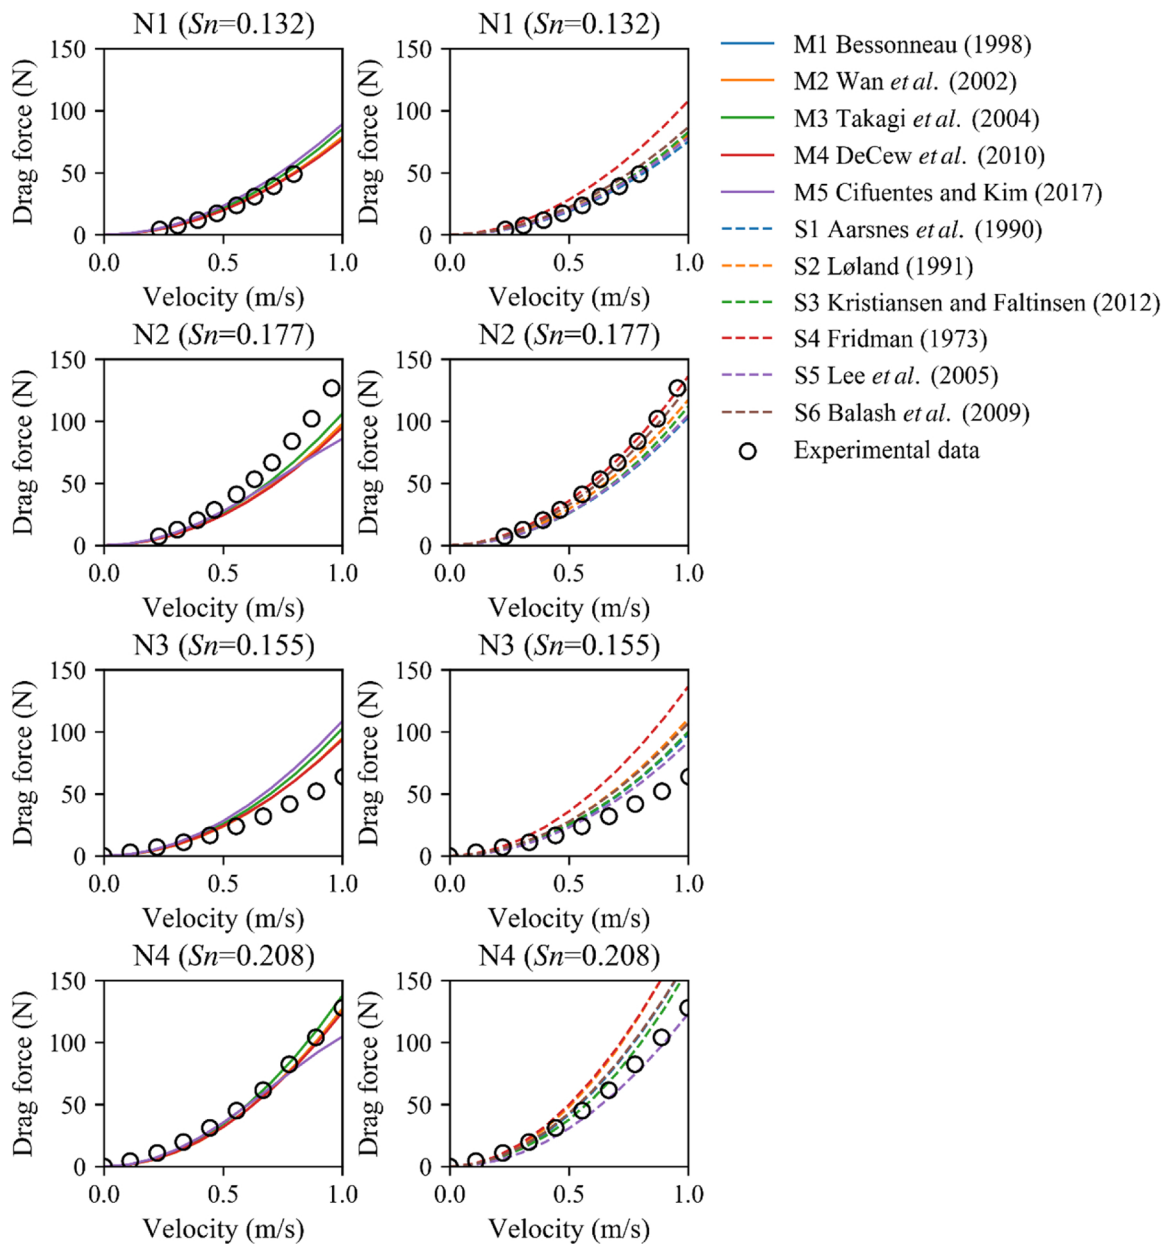 N1 (Sn=0.132)
150
100
50
0
Drag force (N)
0.0 0.5 1.0
Velocity (m/s)
N1 (Sn=0.132)
150
100
50
0
Drag force (N)
0.0 0.5 1.0
Velocity (m/s)
M1 Bessonneau (1998)
M2 Wan et al. (2002)
M3 Takagi et al. (2004)
M4 DeCew et al. (2010)
M5 Cifuentes and Kim (2017)
S1 Aarsnes et al. (1990)
S2 Løland (1991)
S3 Kristiansen and Faltinsen (2012)
S4 Fridman (1973)
S5 Lee et al. (2005)
S6 Balash et al. (2009)
Experimental data
N2 (Sn=0.177)
150
100
50
0
Drag force (N)
0.0 0.5 1.0
Velocity (m/s)
N2 (Sn=0.177)
150
100
50
0
Drag force (N)
0.0 0.5 1.0
Velocity (m/s)
N3 (Sn=0.155)
150
100
50
0
Drag force (N)
0.0 0.5 1.0
Velocity (m/s)
N3 (Sn=0.155)
150
100
50
0
Drag force (N)
0.0 0.5 1.0
Velocity (m/s)
N4 (Sn=0.208)
150
100
50
0
Drag force (N)
0.0 0.5 1.0
Velocity (m/s)
N4 (Sn=0.208)
150
100
50
0
Drag force (N)
0.0 0.5 1.0
Velocity (m/s)